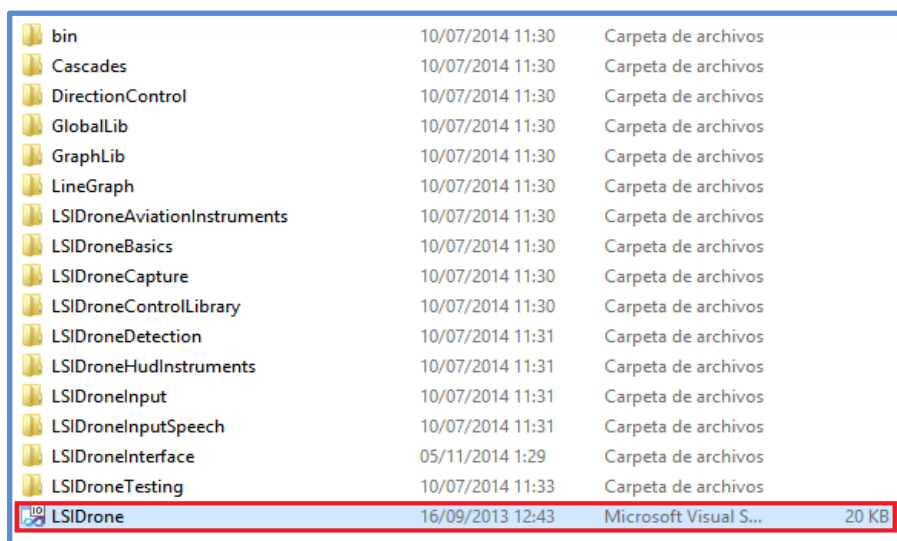 bin 10/07/2014 11:30 Carpeta de archivos
Cascades 10/07/2014 11:30 Carpeta de archivos
DirectionControl 10/07/2014 11:30 Carpeta de archivos
GlobalLib 10/07/2014 11:30 Carpeta de archivos
GraphLib 10/07/2014 11:30 Carpeta de archivos
LineGraph 10/07/2014 11:30 Carpeta de archivos
LSIDroneAviationInstruments 10/07/2014 11:30 Carpeta de archivos
LSIDroneBasics 10/07/2014 11:30 Carpeta de archivos
LSIDroneCapture 10/07/2014 11:30 Carpeta de archivos
LSIDroneControlLibrary 10/07/2014 11:30 Carpeta de archivos
LSIDroneDetection 10/07/2014 11:31 Carpeta de archivos
LSIDroneHudInstruments 10/07/2014 11:31 Carpeta de archivos
LSIDroneInput 10/07/2014 11:31 Carpeta de archivos
LSIDroneInputSpeech 10/07/2014 11:31 Carpeta de archivos
LSIDroneInterface 05/11/2014 1:29 Carpeta de archivos
LSIDroneTesting 10/07/2014 11:33 Carpeta de archivos
LSIDrone 16/09/2013 12:43 Microsoft Visual S... 20 KB